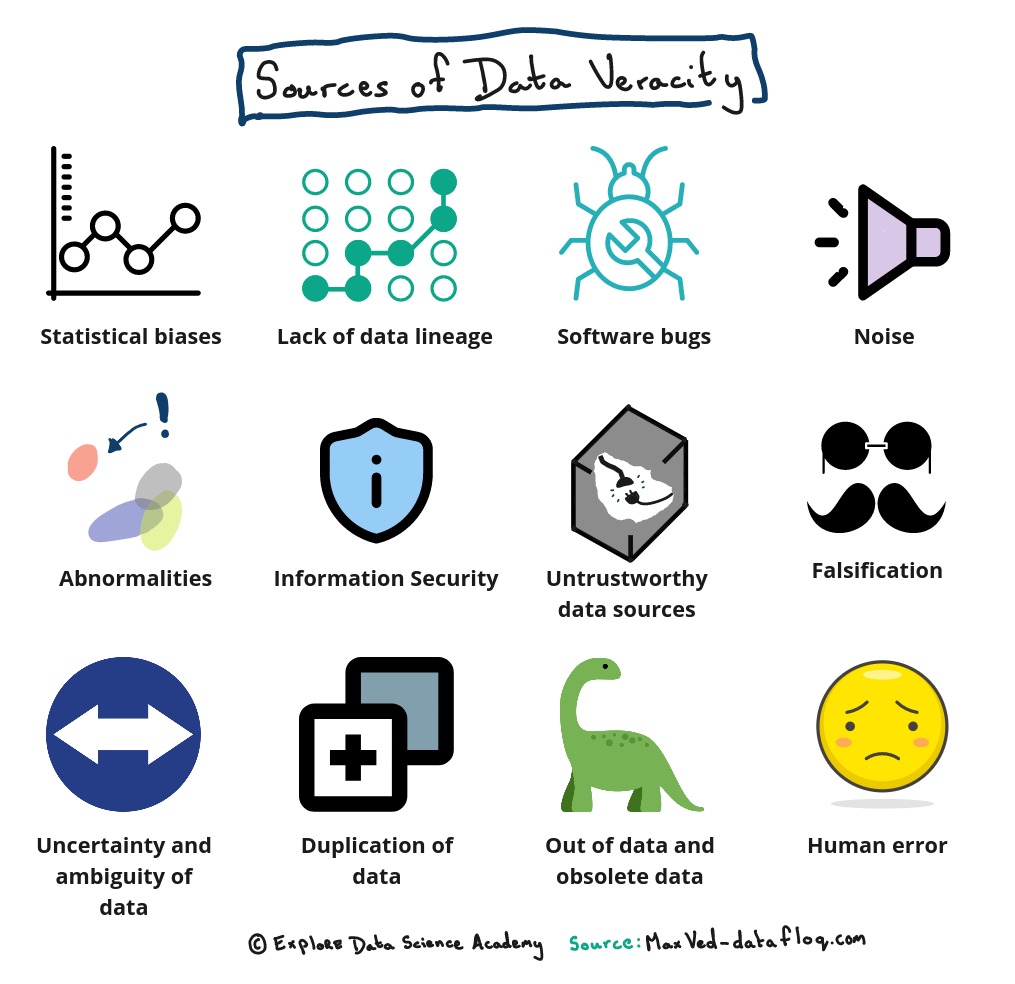 Sources of Data Veracity
Statistical biases
Lack of data lineage
Software bugs
Noise
!
Abnormalities
Information Security
Untrustworthy
data sources
Falsification
Uncertainty and
ambiguity of
data
Duplication of
data
Out of data and
obsolete data
Human error
© Explore Data Science Academy Source: Max Ved-datafloq.com